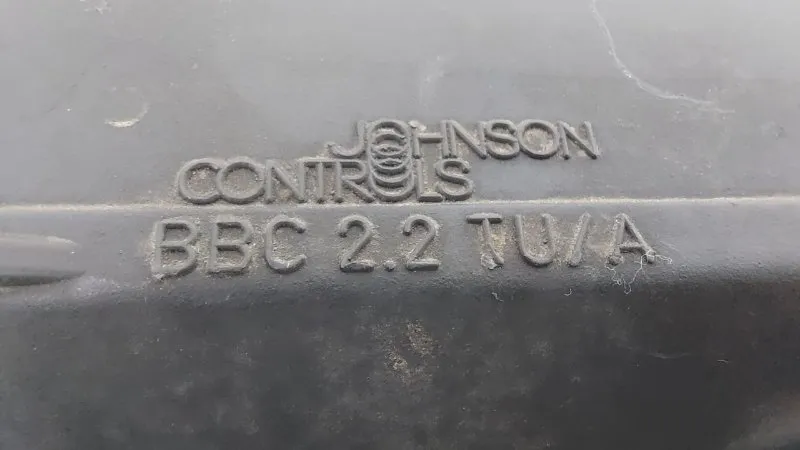 JOHNSON
CONTROLS
BBC 2.2 TU/A